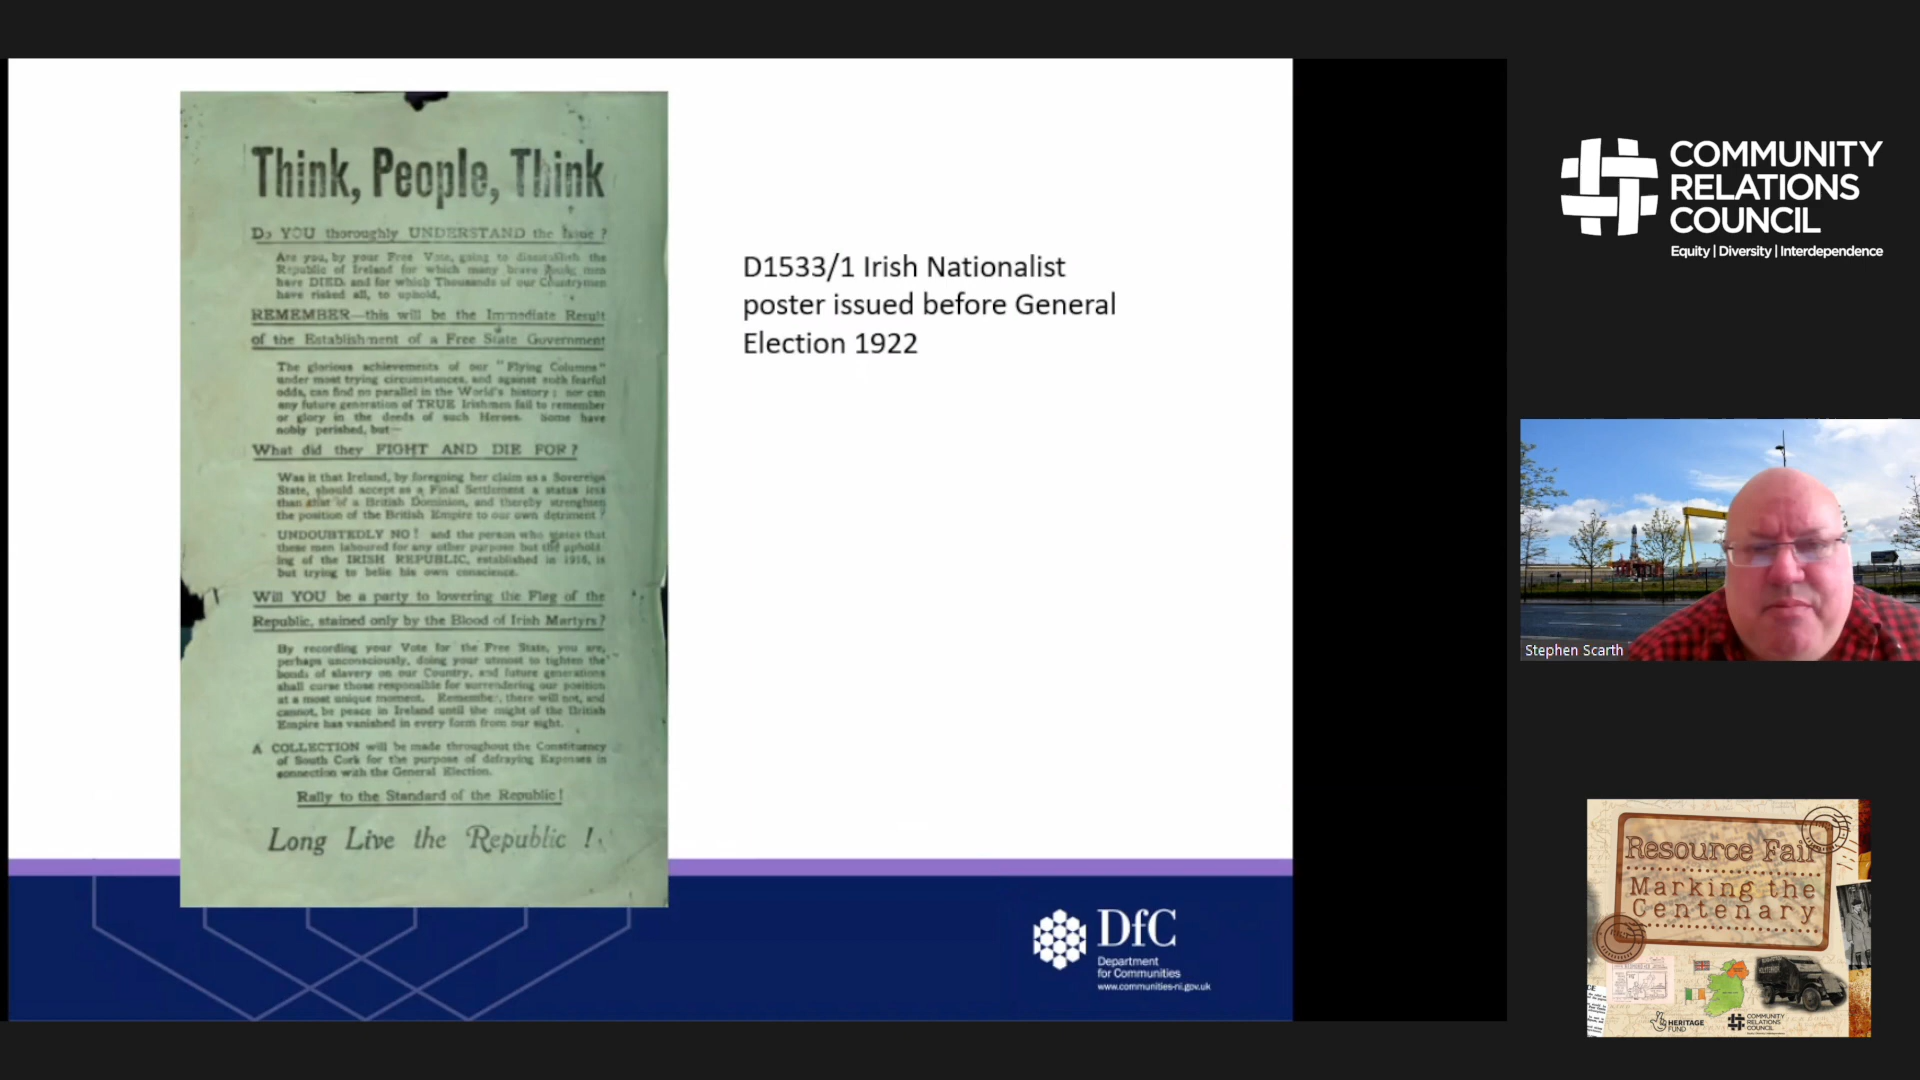 Think, People, Think
Do YOU thoroughly UNDERSTAND the Issue ?
Are you, by your Free Vote, going to disestablish the
Republic of Ireland for which many brave young men
have DIED, and for which Thousands of our Countrymen
have risked all, to uphold.
REMEMBER—this will be the Immediate Result
of the Establishment of a Free State Government
The glorious achievements of our "Flying Columns"
under most trying circumstances, and against such fearful
odds, can find no parallel in the World's history ; nor can
any future generation of TRUE Irishmen fail to remember
or glory in the deeds of such Heroes. Some have
nobly perished, but—
What did they FIGHT AND DIE FOR ?
Was it that Ireland, by foregoing her claim as a Sovereign
State, should accept as a Final Settlement a status less
than that of a British Dominion, and thereby strengthen
the position of the British Empire to our own detriment ?
UNDOUBTEDLY NO ! and the person who states that
these men laboured for any other purpose but the uphold-
ing of the IRISH REPUBLIC, established in 1916, is
but trying to belie his own conscience.
Will YOU be a party to lowering the Flag of the
Republic, stained only by the Blood of Irish Martyrs ?
By recording your Vote for the Free State, you are,
perhaps unconsciously, doing your utmost to tighten the
bonds of slavery on our Country, and future generations
shall curse those responsible for surrendering our position
at a most unique moment. Remember, there will not, and
cannot, be peace in Ireland until the might of the British
Empire has vanished in every form from our sight.
A COLLECTION will be made throughout the Constituency
of South Cork for the purpose of defraying Expenses in
connection with the General Election.
Rally to the Standard of the Republic !
Long Live the Republic !
D1533/1 Irish Nationalist
poster issued before General
Election 1922
DfC
Department
for Communities
www.communities-ni.gov.uk
COMMUNITY
RELATIONS
COUNCIL
Equity | Diversity | Interdependence
Stephen Scarth
Resource Fair
Marking the
Centenary
HERITAGE
FUND
COMMUNITY
RELATIONS
COUNCIL